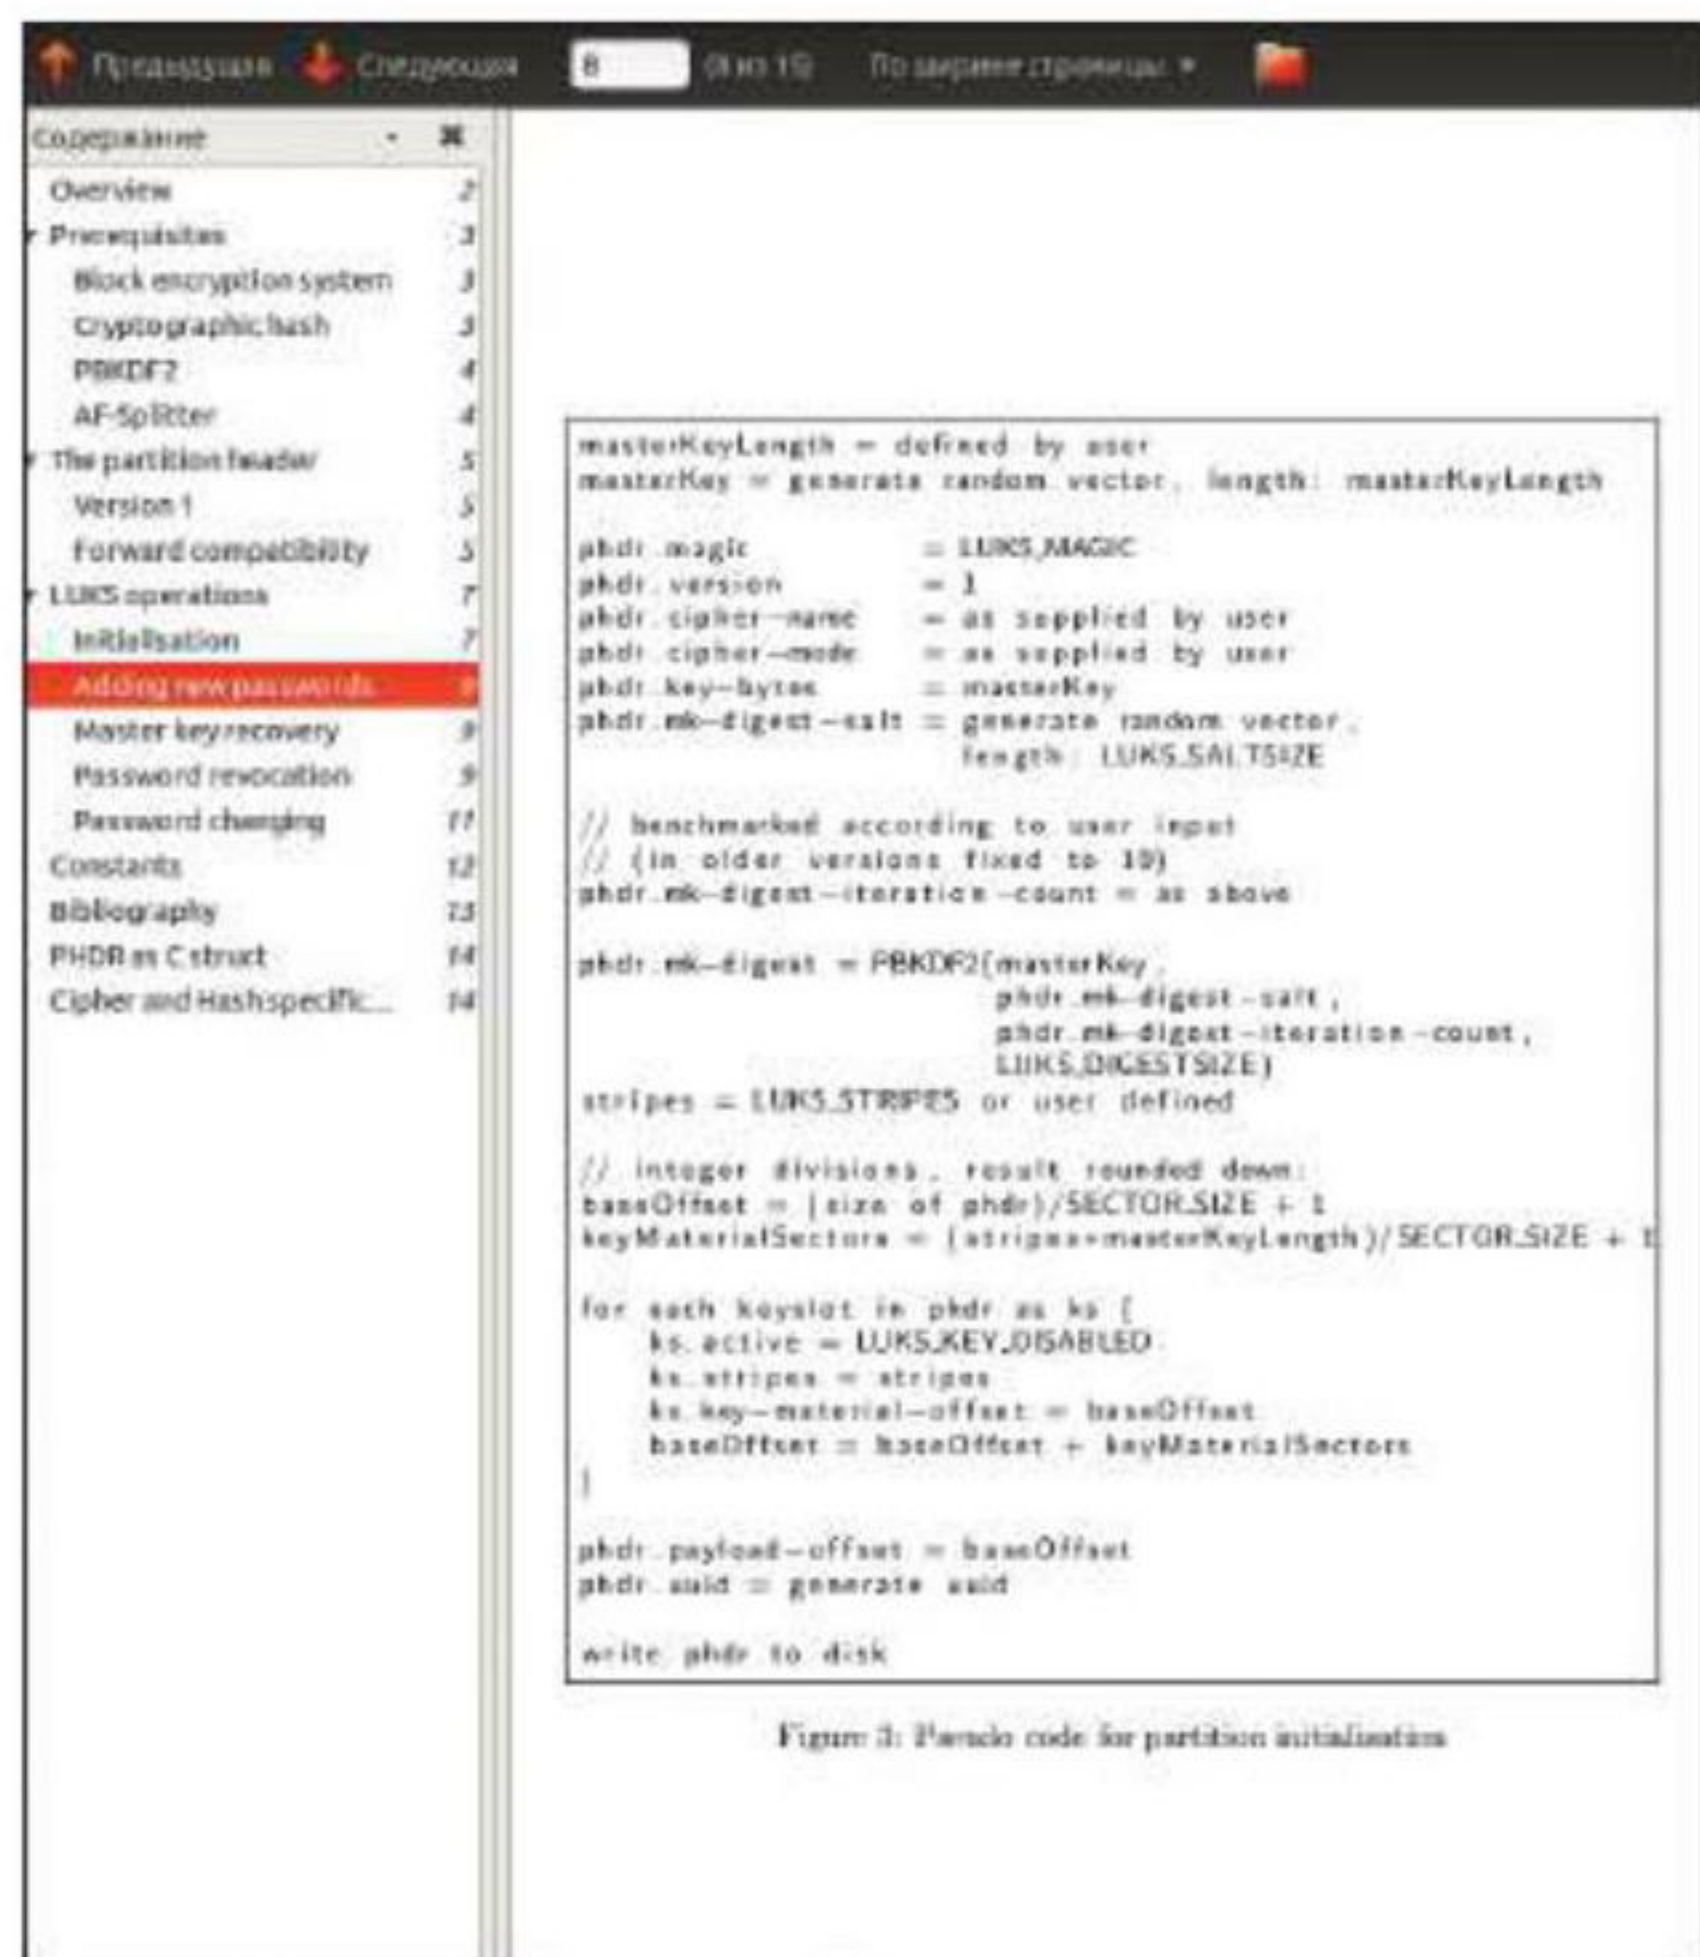 Предыдущая Следующая 8 (8 из 15) По ширине страницы
Содержание
Overview 2
Prerequisites 3
Block encryption system 3
Cryptographic hash 3
PBKDF2 4
AF-Splitter 4
The partition header 5
Version 1 5
Forward compatibility 5
LUKS operations 7
Initialisation 7
Adding new passwords 8
Master key recovery 9
Password revocation 9
Password changing 11
Constants 12
Bibliography 13
PHDR as C struct 14
Cipher and Hash specific... 14
masterKeyLength = defined by user
masterKey = generate random vector, length: masterKeyLength
phdr.magic = LUKS_MAGIC
phdr.version = 1
phdr.cipher-name = as supplied by user
phdr.cipher-mode = as supplied by user
phdr.key-bytes = masterKey
phdr.mk-digest-salt = generate random vector,
length: LUKS_SALTSIZE
// benchmarked according to user input
// (in older versions fixed to 10)
phdr.mk-digest-iteration-count = as above
phdr.mk-digest = PBKDF2(masterKey,
phdr.mk-digest-salt,
phdr.mk-digest-iteration-count,
LUKS_DIGESTSIZE)
stripes = LUKS_STRIPES or user defined
// integer divisions, result rounded down:
baseOffset = (size of phdr)/SECTOR_SIZE + 1
keyMaterialSectors = (stripes*masterKeyLength)/SECTOR_SIZE + 1
for each keyslot in phdr as ks {
ks.active = LUKS_KEY_DISABLED
ks.stripes = stripes
ks.key-material-offset = baseOffset
baseOffset = baseOffset + keyMaterialSectors
}
phdr.payload-offset = baseOffset
phdr.uuid = generate uuid
write phdr to disk
Figure 3: Pseudo code for partition initialisation